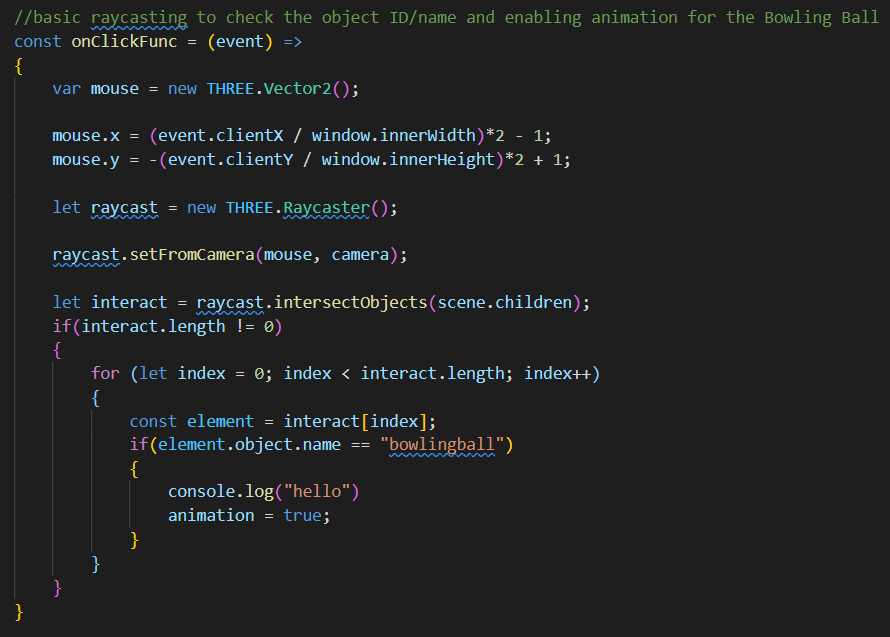 //basic raycasting to check the object ID/name and enabling animation for the Bowling Ball
const onClickFunc = (event) =>
{
    var mouse = new THREE.Vector2();

    mouse.x = (event.clientX / window.innerWidth)*2 - 1;
    mouse.y = -(event.clientY / window.innerHeight)*2 + 1;

    let raycast = new THREE.Raycaster();

    raycast.setFromCamera(mouse, camera);

    let interact = raycast.intersectObjects(scene.children);
    if(interact.length != 0)
    {
        for (let index = 0; index < interact.length; index++)
        {
            const element = interact[index];
            if(element.object.name == "bowlingball")
            {
                console.log("hello")
                animation = true;
            }
        }
    }
}